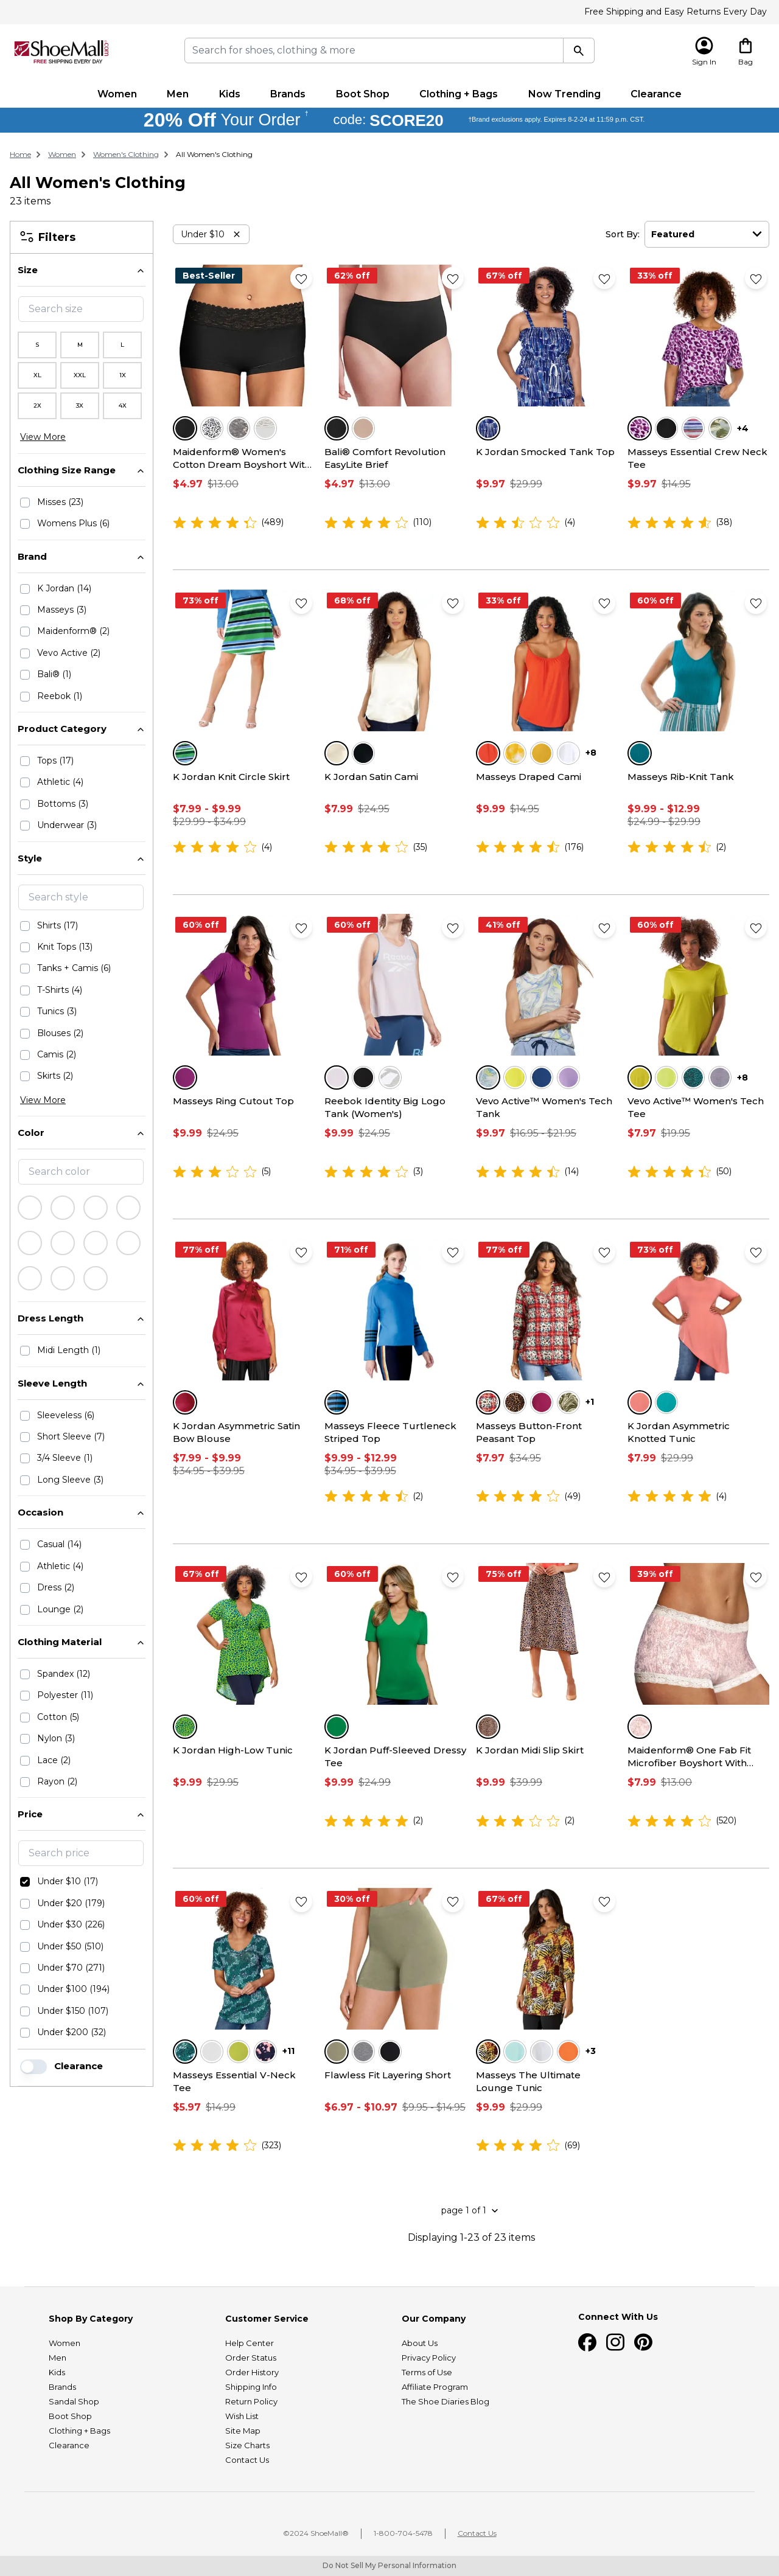 Free Shipping and Easy Returns Every Day
ShoeMall.com
FREE SHIPPING EVERY DAY
Search for shoes, clothing & more
Sign In
Bag
Women Men Kids Brands Boot Shop Clothing + Bags Now Trending Clearance
20% Off Your Order † code: SCORE20 †Brand exclusions apply. Expires 8-2-24 at 11:59 p.m. CST.
Home > Women > Women's Clothing > All Women's Clothing
All Women's Clothing
23 items
Filters
Size
Search size
S M L
XL XXL 1X
2X 3X 4X
View More
Clothing Size Range
Misses (23)
Womens Plus (6)
Brand
K Jordan (14)
Masseys (3)
Maidenform® (2)
Vevo Active (2)
Bali® (1)
Reebok (1)
Product Category
Tops (17)
Athletic (4)
Bottoms (3)
Underwear (3)
Style
Search style
Shirts (17)
Knit Tops (13)
Tanks + Camis (6)
T-Shirts (4)
Tunics (3)
Blouses (2)
Camis (2)
Skirts (2)
View More
Color
Search color
Dress Length
Midi Length (1)
Sleeve Length
Sleeveless (6)
Short Sleeve (7)
3/4 Sleeve (1)
Long Sleeve (3)
Occasion
Casual (14)
Athletic (4)
Dress (2)
Lounge (2)
Clothing Material
Spandex (12)
Polyester (11)
Cotton (5)
Nylon (3)
Lace (2)
Rayon (2)
Price
Search price
Under $10 (17)
Under $20 (179)
Under $30 (226)
Under $50 (510)
Under $70 (271)
Under $100 (194)
Under $150 (107)
Under $200 (32)
Clearance
Under $10 ✕
Sort By: Featured
Best-Seller
Maidenform® Women's
Cotton Dream Boyshort Wit...
$4.97 $13.00
(489)
62% off
Bali® Comfort Revolution
EasyLite Brief
$4.97 $13.00
(110)
67% off
K Jordan Smocked Tank Top
$9.97 $29.99
(4)
33% off
+4
Masseys Essential Crew Neck
Tee
$9.97 $14.95
(38)
73% off
K Jordan Knit Circle Skirt
$7.99 - $9.99
$29.99 - $34.99
(4)
68% off
K Jordan Satin Cami
$7.99 $24.95
(35)
33% off
+8
Masseys Draped Cami
$9.99 $14.95
(176)
60% off
Masseys Rib-Knit Tank
$9.99 - $12.99
$24.99 - $29.99
(2)
60% off
Masseys Ring Cutout Top
$9.99 $24.95
(5)
60% off
Reebok
Reebok Identity Big Logo
Tank (Women's)
$9.99 $24.95
(3)
41% off
Vevo Active™ Women's Tech
Tank
$9.97 $16.95 - $21.95
(14)
60% off
+8
Vevo Active™ Women's Tech
Tee
$7.97 $19.95
(50)
77% off
K Jordan Asymmetric Satin
Bow Blouse
$7.99 - $9.99
$34.95 - $39.95
71% off
Masseys Fleece Turtleneck
Striped Top
$9.99 - $12.99
$34.95 - $39.95
(2)
77% off
+1
Masseys Button-Front
Peasant Top
$7.97 $34.95
(49)
73% off
K Jordan Asymmetric
Knotted Tunic
$7.99 $29.99
(4)
67% off
K Jordan High-Low Tunic
$9.99 $29.95
60% off
K Jordan Puff-Sleeved Dressy
Tee
$9.99 $24.99
(2)
75% off
K Jordan Midi Slip Skirt
$9.99 $39.99
(2)
39% off
Maidenform® One Fab Fit
Microfiber Boyshort With...
$7.99 $13.00
(520)
60% off
+11
Masseys Essential V-Neck
Tee
$5.97 $14.99
(323)
30% off
Flawless Fit Layering Short
$6.97 - $10.97 $9.95 - $14.95
67% off
+3
Masseys The Ultimate
Lounge Tunic
$9.99 $29.99
(69)
page 1 of 1
Displaying 1-23 of 23 items
Shop By Category
Women
Men
Kids
Brands
Sandal Shop
Boot Shop
Clothing + Bags
Clearance
Customer Service
Help Center
Order Status
Order History
Shipping Info
Return Policy
Wish List
Site Map
Size Charts
Contact Us
Our Company
About Us
Privacy Policy
Terms of Use
Affiliate Program
The Shoe Diaries Blog
Connect With Us
©2024 ShoeMall® | 1-800-704-5478 | Contact Us
Do Not Sell My Personal Information